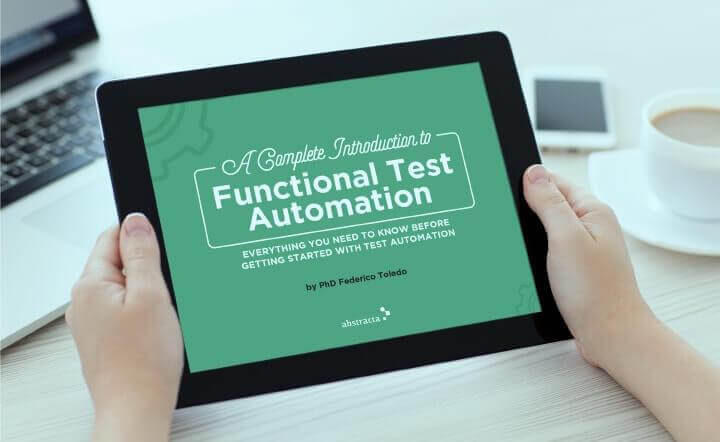 A Complete Introduction to
Functional Test
Automation
EVERYTHING YOU NEED TO KNOW BEFORE
GETTING STARTED WITH TEST AUTOMATION
by PhD Federico Toledo
abstracta